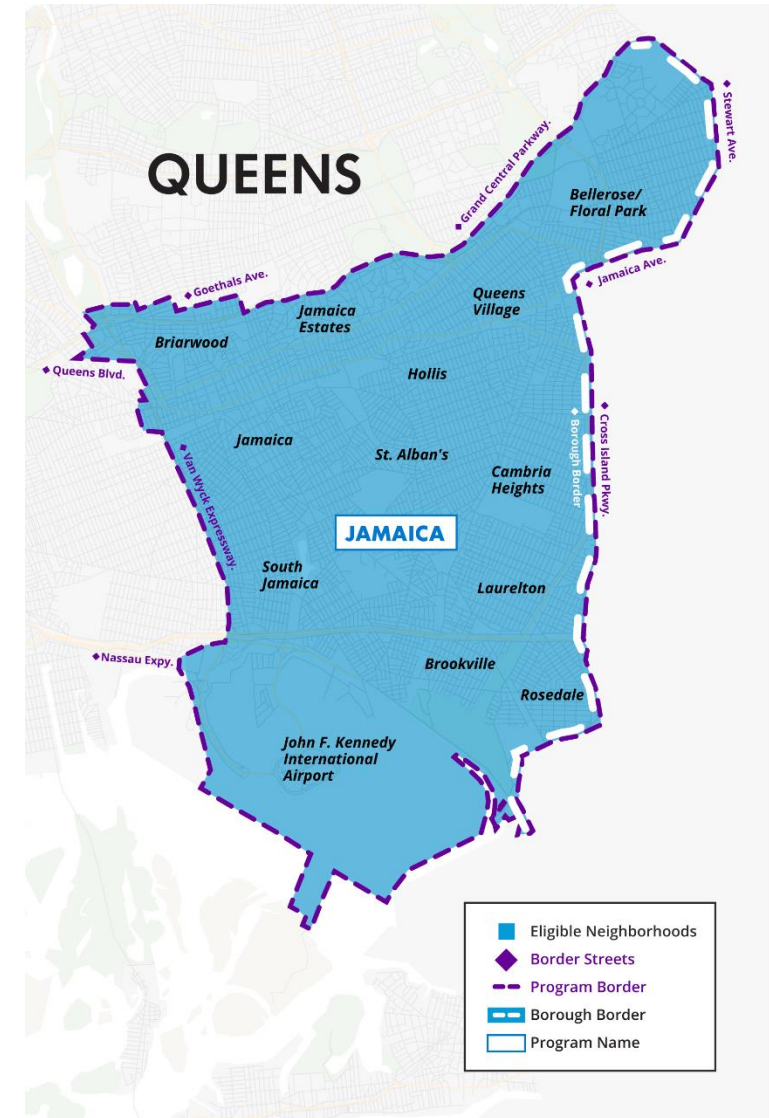 QUEENS
Stewart Ave.
Grand Central Parkway.
Bellerose/
Floral Park
Jamaica Ave.
Goethals Ave.
Queens
Village
Jamaica
Estates
Briarwood
Queens Blvd.
Hollis
Cross Island Pkwy.
Borough Border
Jamaica
St. Alban's
Van Wyck Expressway.
Cambria
Heights
JAMAICA
South
Jamaica
Laurelton
Nassau Expy.
Brookville
Rosedale
John F. Kennedy
International
Airport
Eligible Neighborhoods
Border Streets
Program Border
Borough Border
Program Name